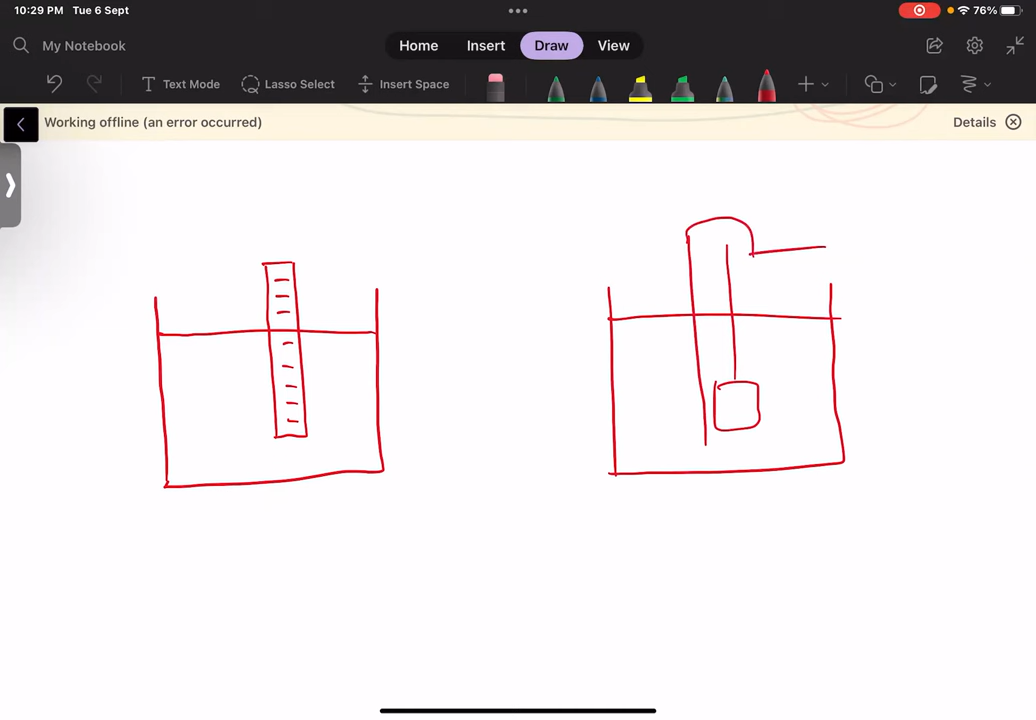 10:29 PM Tue 6 Sept
76%
My Notebook
Home Insert Draw View
Text Mode Lasso Select Insert Space
Working offline (an error occurred)
Details